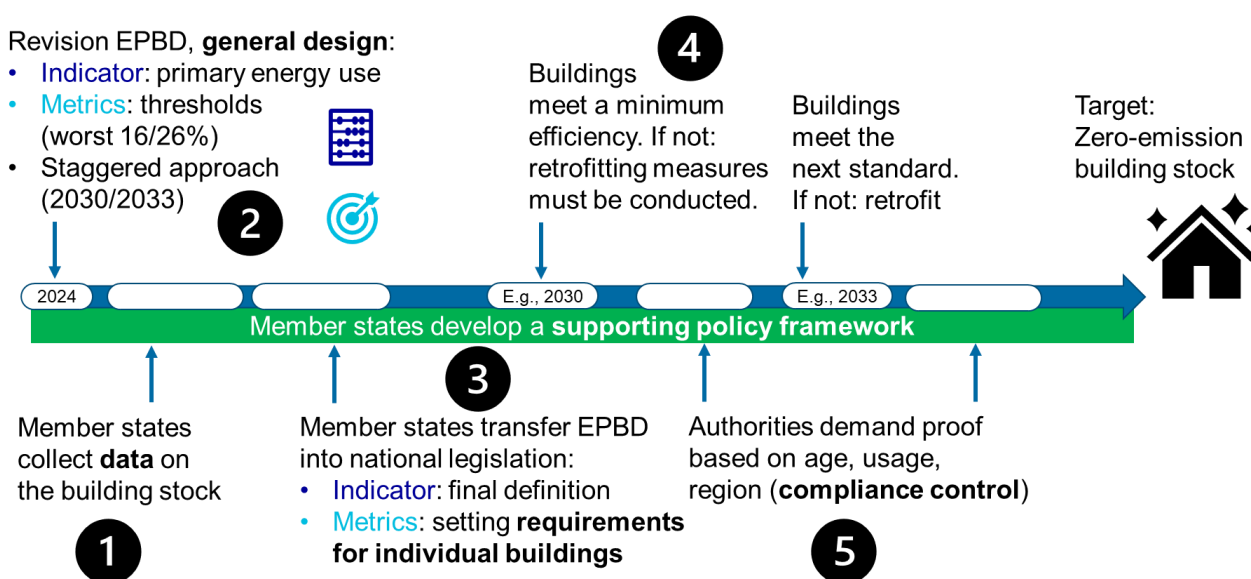 Revision EPBD, general design:
• Indicator: primary energy use
• Metrics: thresholds
(worst 16/26%)
• Staggered approach
(2030/2033)
2
4
Buildings
meet a minimum
efficiency. If not:
retrofitting measures
must be conducted.
Buildings
meet the
next standard.
If not: retrofit
Target:
Zero-emission
building stock
2024
E.g., 2030
E.g., 2033
Member states develop a supporting policy framework
3
Member states
collect data on
the building stock
1
Member states transfer EPBD
into national legislation:
• Indicator: final definition
• Metrics: setting requirements
for individual buildings
Authorities demand proof
based on age, usage,
region (compliance control)
5